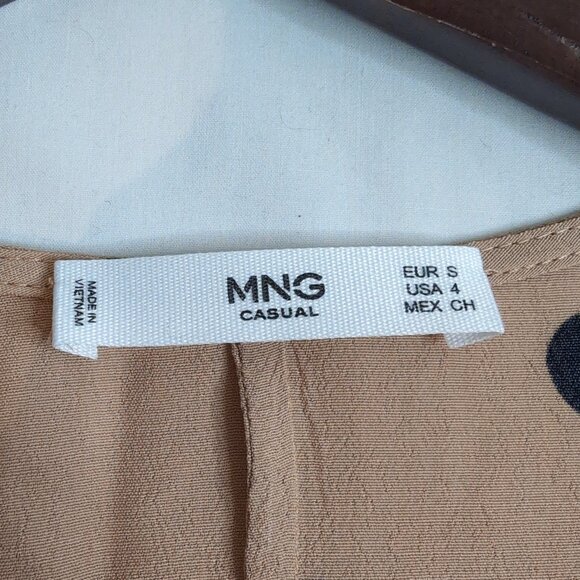 MADE IN
VIETNAM
MNG
CASUAL
EUR S
USA 4
MEX CH